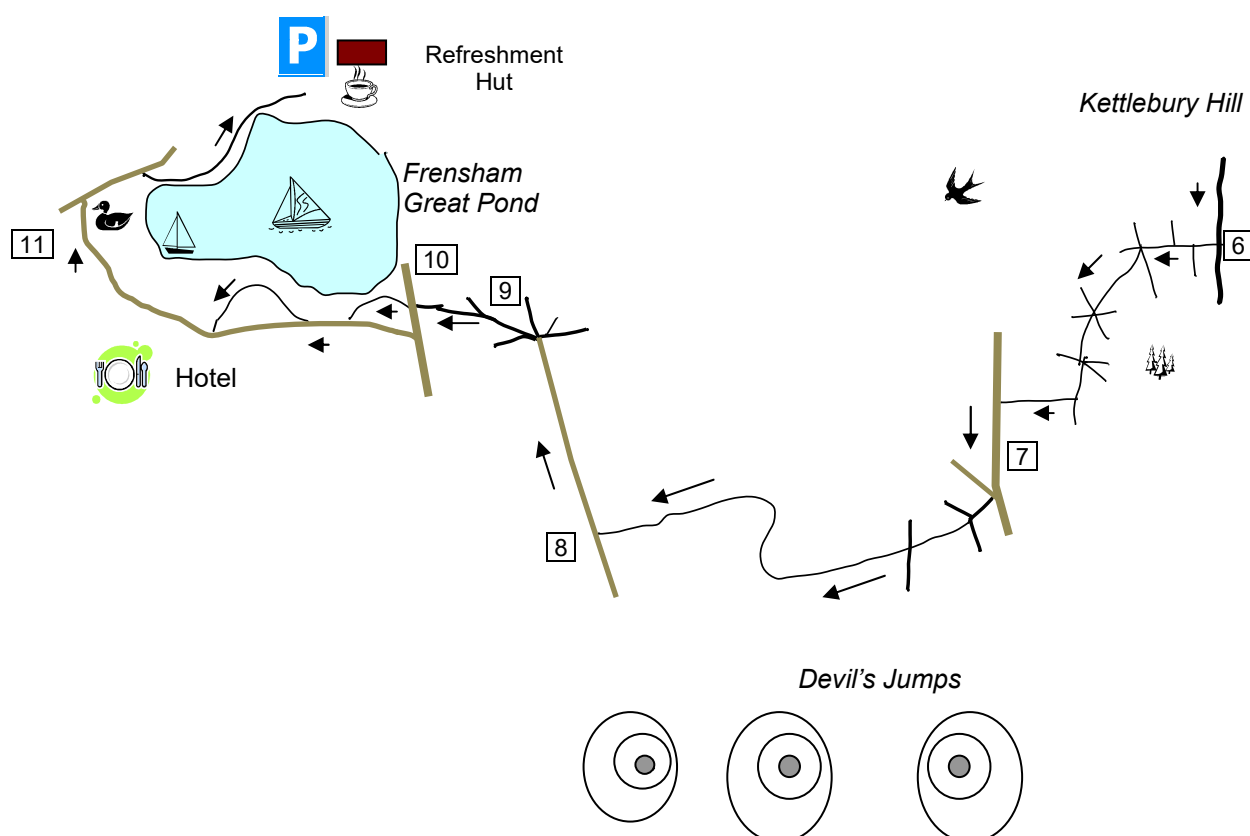 P
Refreshment
Hut
Kettlebury Hill
Frensham
Great Pond
11
10
9
6
Hotel
7
8
Devil's Jumps